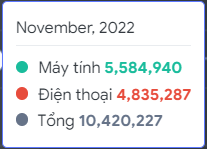 November, 2022
Máy tính 5,584,940
Điện thoại 4,835,287
Tổng 10,420,227